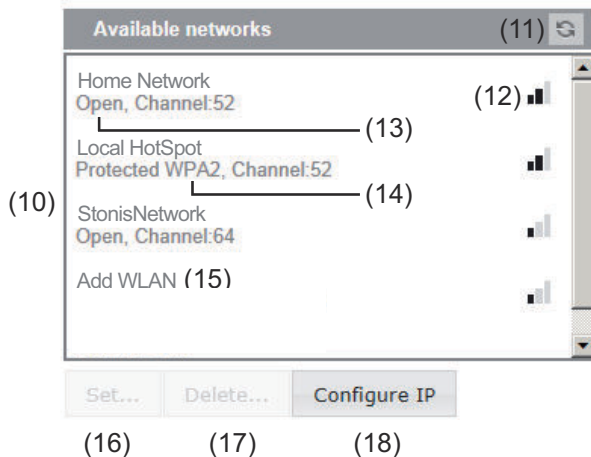 Available networks (11)
Home Network
Open, Channel:52 (12)
(13)
Local HotSpot
Protected WPA2, Channel:52
(14)
(10)
StonisNetwork
Open, Channel:64
Add WLAN (15)
Set... Delete... Configure IP
(16) (17) (18)